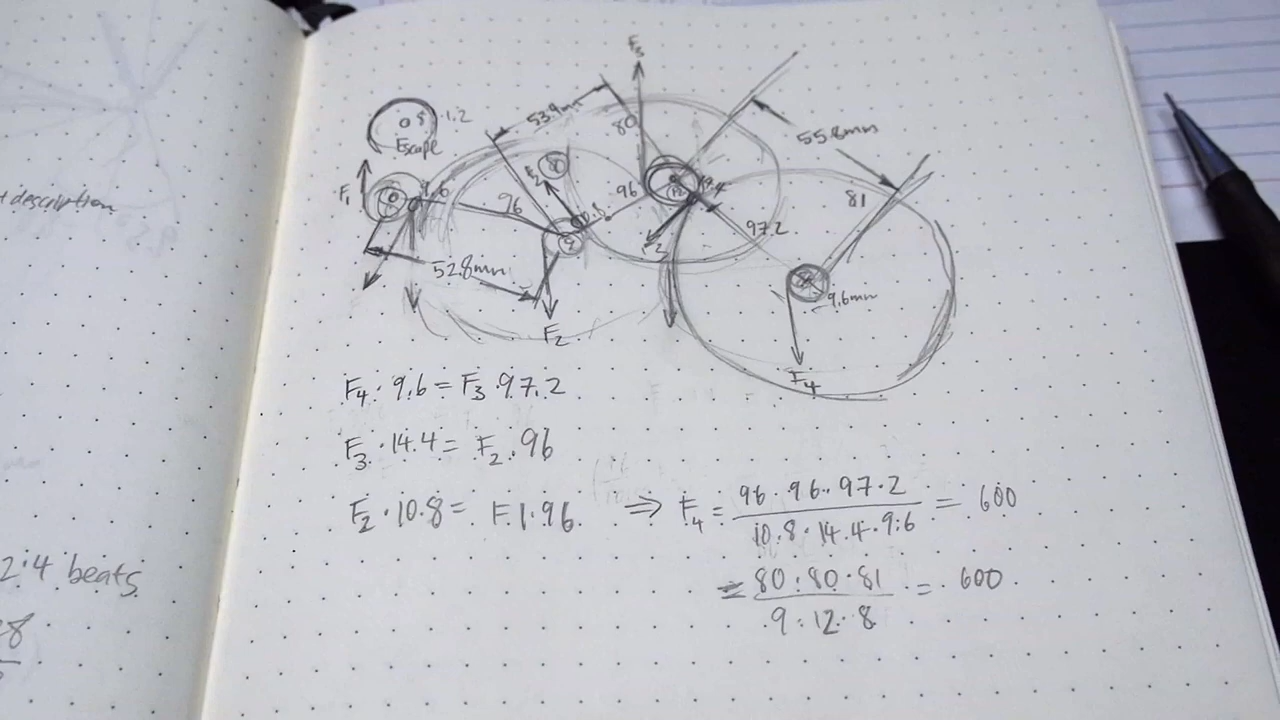 F₅
53.9mm
80
1.2
Escape
55.8mm
F₁
9.6
96
96
81
97.2
52.8mm
9.6mm
F₂
F₄
t description
F₄ · 9.6 = F₃ · 97.2
F₃ · 14.4 = F₂ · 96
F₂ · 10.8 = F1 · 96 ⇒ F₄ = 96 · 96 · 97.2 / 10.8 · 14.4 · 9.6 = 600
= 80 · 80 · 81 / 9 · 12 · 8 = 600
2.4 beats